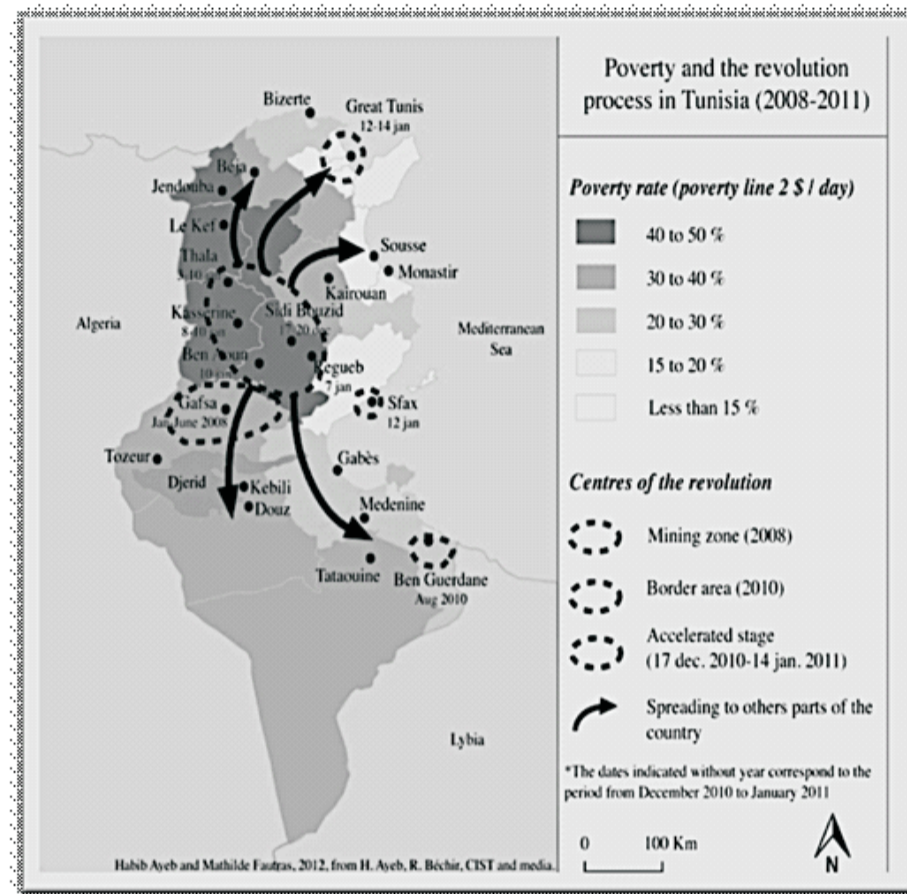 Poverty and the revolution
process in Tunisia (2008-2011)
Poverty rate (poverty line 2 $ / day)
40 to 50 %
30 to 40 %
20 to 30 %
15 to 20 %
Less than 15 %
Centres of the revolution
Mining zone (2008)
Border area (2010)
Accelerated stage
(17 dec. 2010-14 jan. 2011)
Spreading to others parts of the
country
*The dates indicated without year correspond to the
period from December 2010 to January 2011
0 100 Km
N
Bizerte
Great Tunis
12-14 jan
Beja
Jendouba
Le Kef
Thala
Sousse
Monastir
Kairouan
Kasserine
Sidi Bouzid
Algeria
Mediterranean
Sea
Ben Aoun
Regueb
7 jan
Gafsa
Jan-June 2008
Sfax
12 jan
Tozeur
Djerid
Kebili
Douz
Gabès
Medenine
Tataouine
Ben Guerdane
Aug 2010
Lybia
Habib Ayeb and Mathilde Fautras, 2012, from H. Ayeb, R. Béchir, CIST and media.